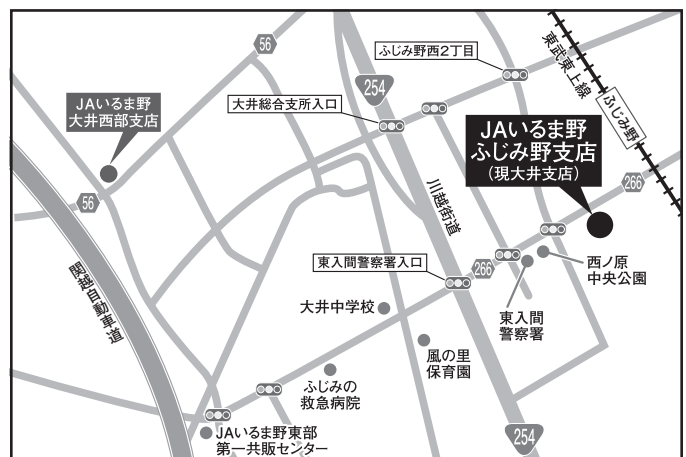 56
ふじみ野西2丁目
東武東上線
254
JAいるま野
大井西部支店
大井総合支所入口
ふじみ野
JAいるま野
ふじみ野支店
(現大井支店)
266
56
川越街道
東入間警察署入口
266
西ノ原
中央公園
関越自動車道
大井中学校
東入間
警察署
風の里
保育園
ふじみの
救急病院
JAいるま野東部
第一共販センター
254